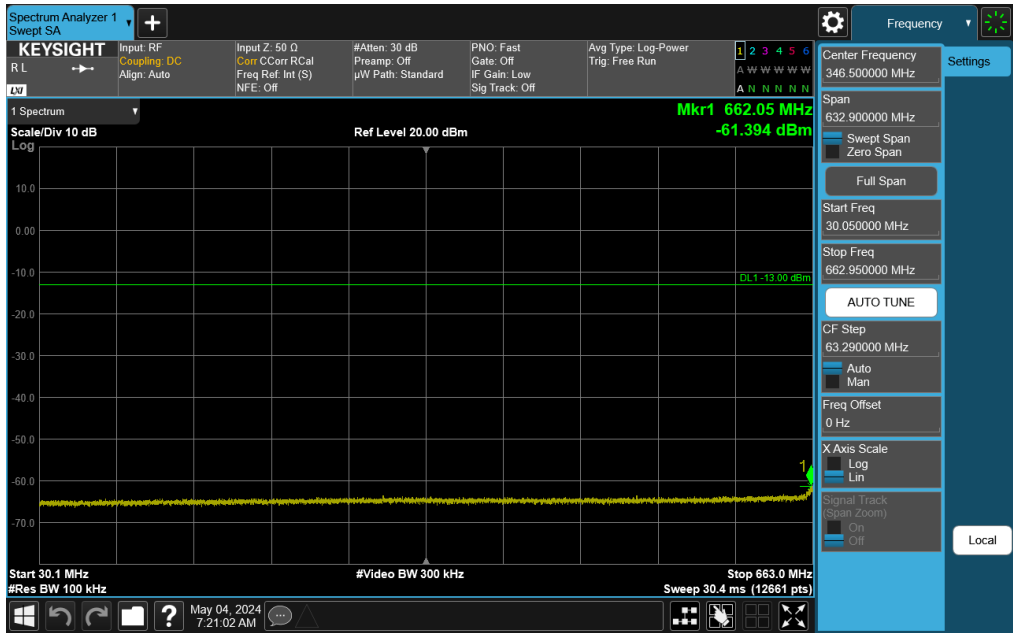 Spectrum Analyzer 1
Swept SA
Frequency
KEYSIGHT
R L
LXI
Input: RF
Coupling: DC
Align: Auto
Input Z: 50 Ω
Corr CCorr RCal
Freq Ref: Int (S)
NFE: Off
#Atten: 30 dB
Preamp: Off
µW Path: Standard
PNO: Fast
Gate: Off
IF Gain: Low
Sig Track: Off
Avg Type: Log-Power
Trig: Free Run
1 2 3 4 5 6
A W W W W W
A N N N N N
1 Spectrum
Scale/Div 10 dB
Log
Ref Level 20.00 dBm
Mkr1 662.05 MHz
-61.394 dBm
10.0
0.00
-10.0
DL1 -13.00 dBm
-20.0
-30.0
-40.0
-50.0
1
-60.0
-70.0
Start 30.1 MHz
#Res BW 100 kHz
#Video BW 300 kHz
Stop 663.0 MHz
Sweep 30.4 ms (12661 pts)
?
May 04, 2024
7:21:02 AM
Center Frequency
346.500000 MHz
Span
632.900000 MHz
Swept Span
Zero Span
Full Span
Start Freq
30.050000 MHz
Stop Freq
662.950000 MHz
AUTO TUNE
CF Step
63.290000 MHz
Auto
Man
Freq Offset
0 Hz
X Axis Scale
Log
Lin
Signal Track
(Span Zoom)
On
Off
Settings
Local